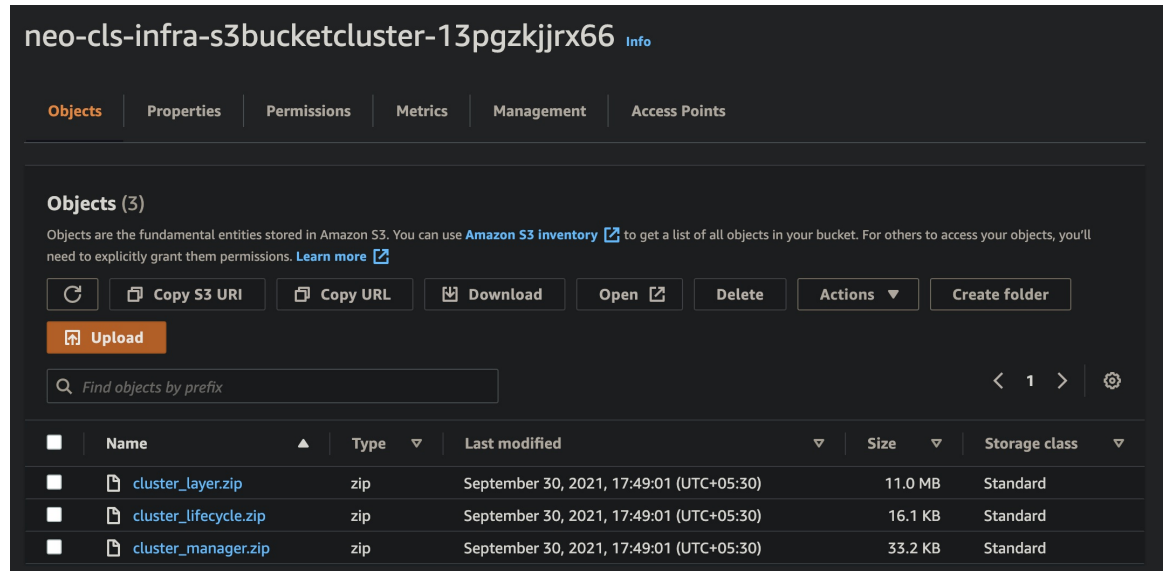 neo-cls-infra-s3bucketcluster-13pgzkjjrx66 Info
Objects Properties Permissions Metrics Management Access Points
Objects (3)
Objects are the fundamental entities stored in Amazon S3. You can use Amazon S3 inventory to get a list of all objects in your bucket. For others to access your objects, you'll
need to explicitly grant them permissions. Learn more
Copy S3 URI Copy URL Download Open Delete Actions Create folder
Upload
Find objects by prefix 1
Name Type Last modified Size Storage class
cluster_layer.zip zip September 30, 2021, 17:49:01 (UTC+05:30) 11.0 MB Standard
cluster_lifecycle.zip zip September 30, 2021, 17:49:01 (UTC+05:30) 16.1 KB Standard
cluster_manager.zip zip September 30, 2021, 17:49:01 (UTC+05:30) 33.2 KB Standard